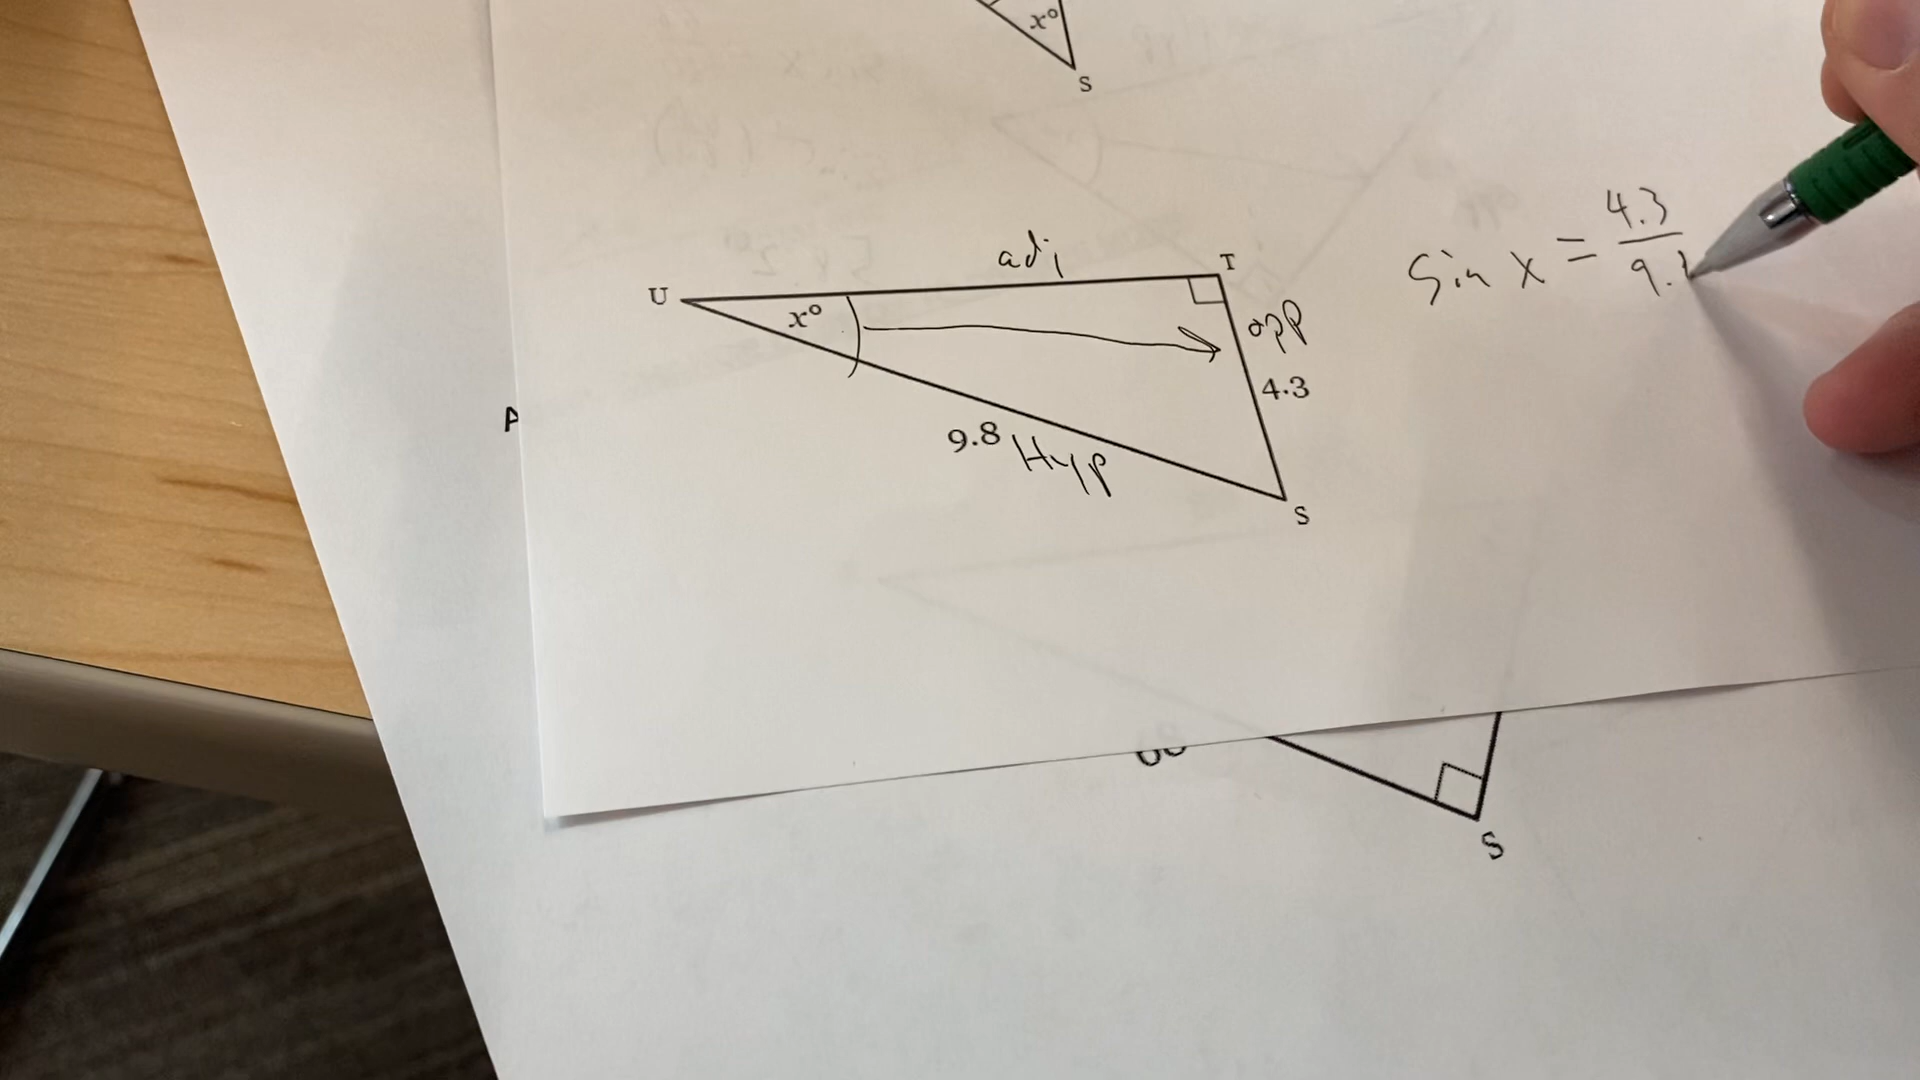 x°
S
adj
T
U
x°
opp
4.3
9.8 Hyp
S
sin x = 4.3
9.
A
S